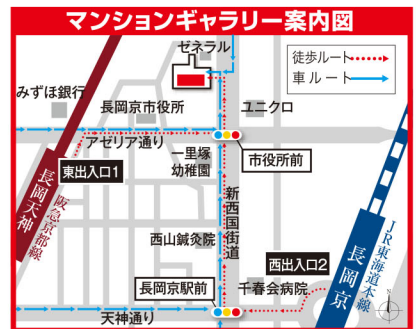 マンションギャラリー案内図
ゼネラル
徒歩ルート
車ルート
みずほ銀行
長岡京市役所
ユニクロ
アゼリア通り
東出入口1
一里塚
幼稚園
市役所前
長岡天神
阪急京都線
新西国街道
西山鍼灸院
西出入口2
JR東海道本線
長岡京
長岡京駅前
千春会病院
天神通り